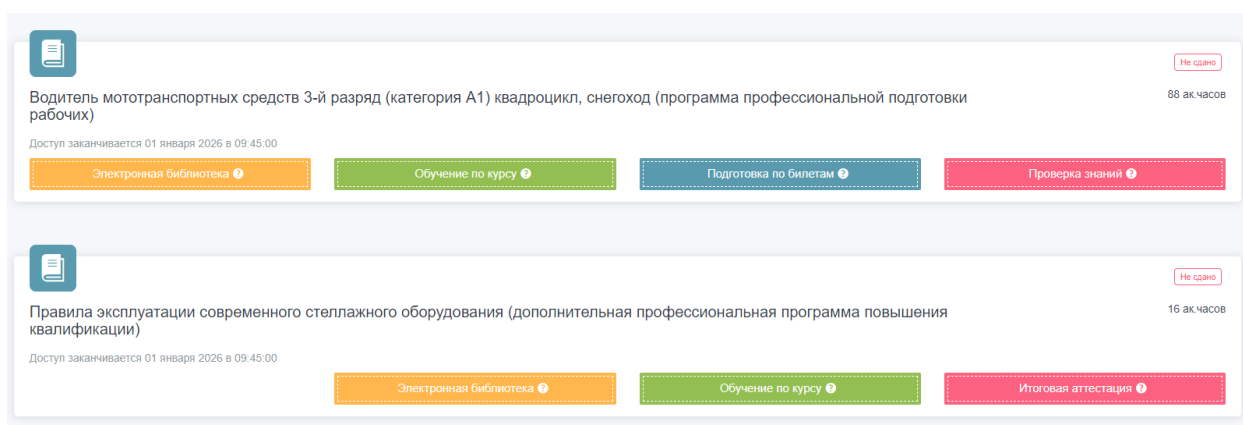 Не сдано
Водитель мототранспортных средств 3-й разряд (категория А1) квадроцикл, снегоход (программа профессиональной подготовки
рабочих)
88 ак.часов
Доступ заканчивается 01 января 2026 в 09:45:00
Электронная библиотека ?
Обучение по курсу ?
Подготовка по билетам ?
Проверка знаний ?
Не сдано
Правила эксплуатации современного стеллажного оборудования (дополнительная профессиональная программа повышения
квалификации)
16 ак.часов
Доступ заканчивается 01 января 2026 в 09:45:00
Электронная библиотека ?
Обучение по курсу ?
Итоговая аттестация ?